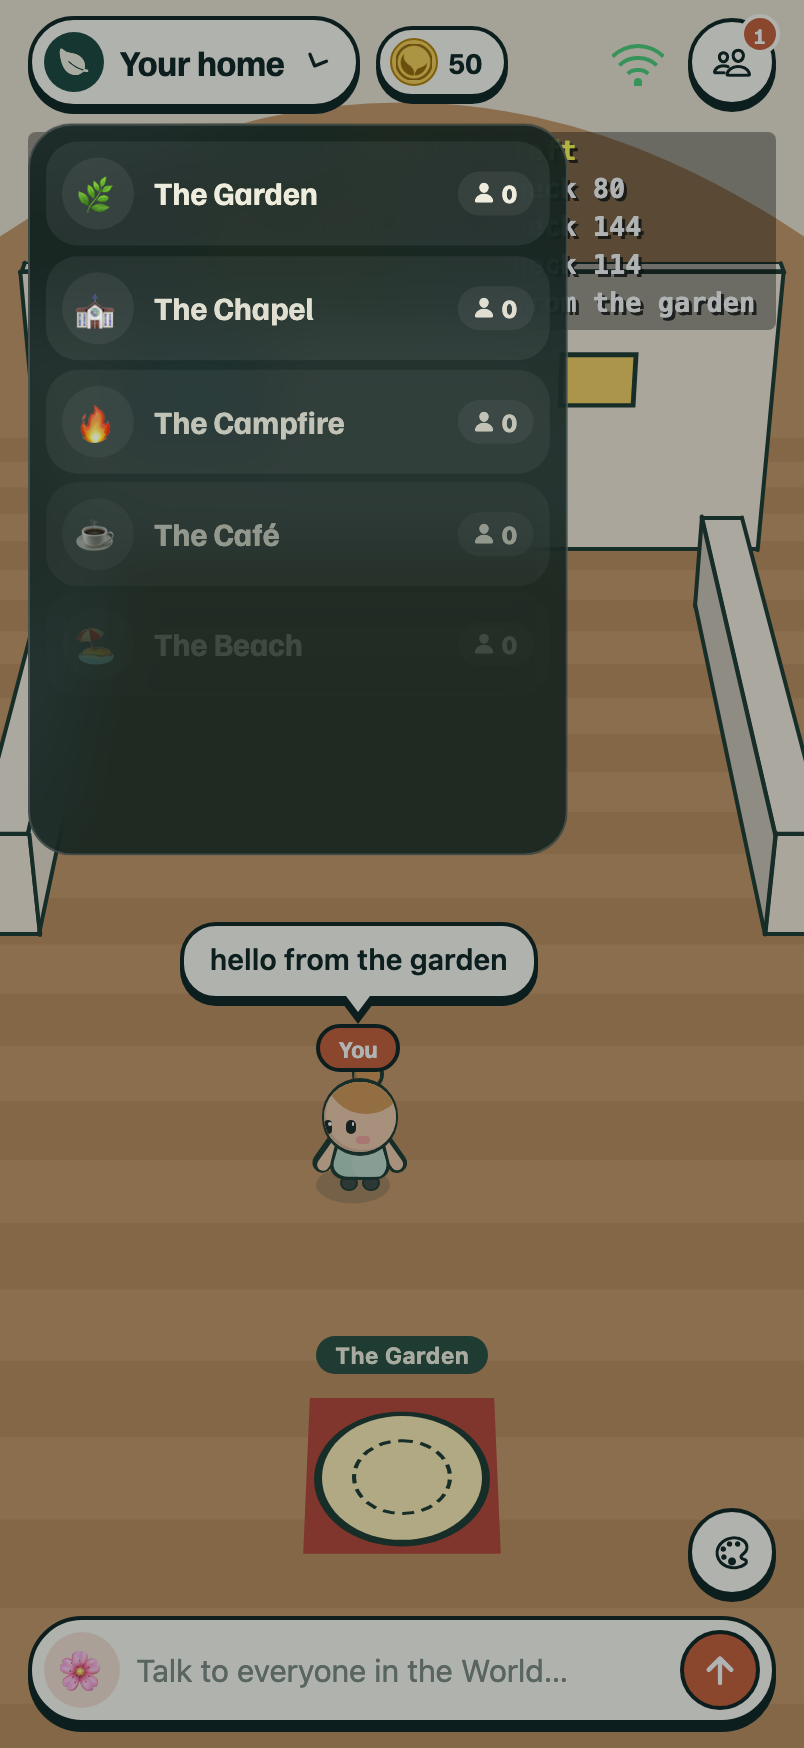 Your home
50
1
The Garden
0
The Chapel
0
The Campfire
0
The Café
0
The Beach
0
80
144
114
the garden
hello from the garden
You
The Garden
Talk to everyone in the World...